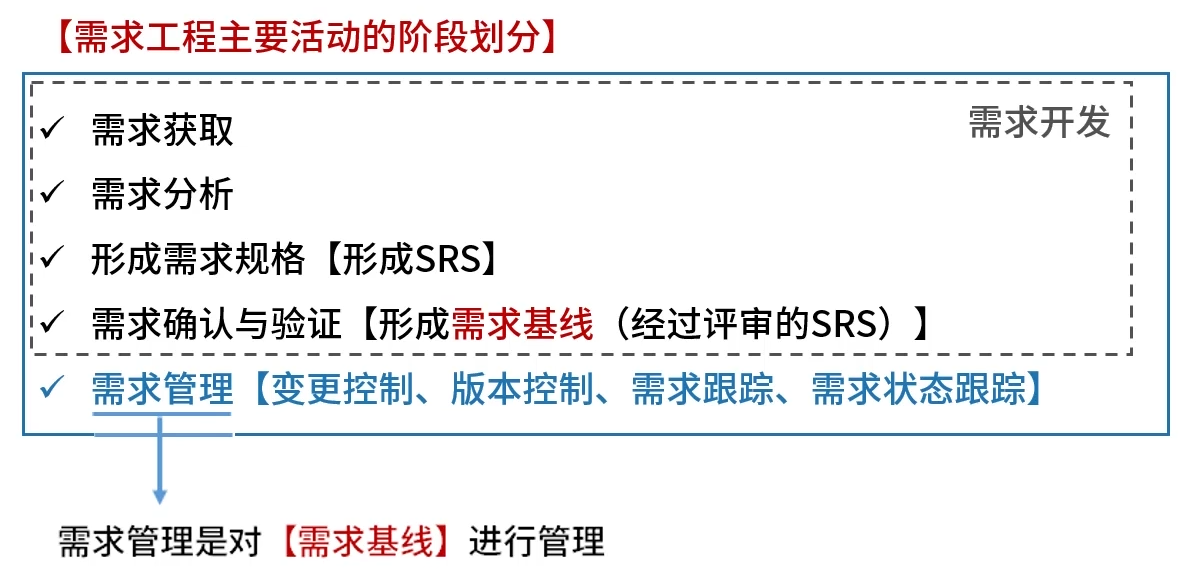 【需求工程主要活动的阶段划分】
需求开发
✓ 需求获取
✓ 需求分析
✓ 形成需求规格【形成SRS】
✓ 需求确认与验证【形成需求基线（经过评审的SRS）】
✓ 需求管理【变更控制、版本控制、需求跟踪、需求状态跟踪】
需求管理是对【需求基线】进行管理